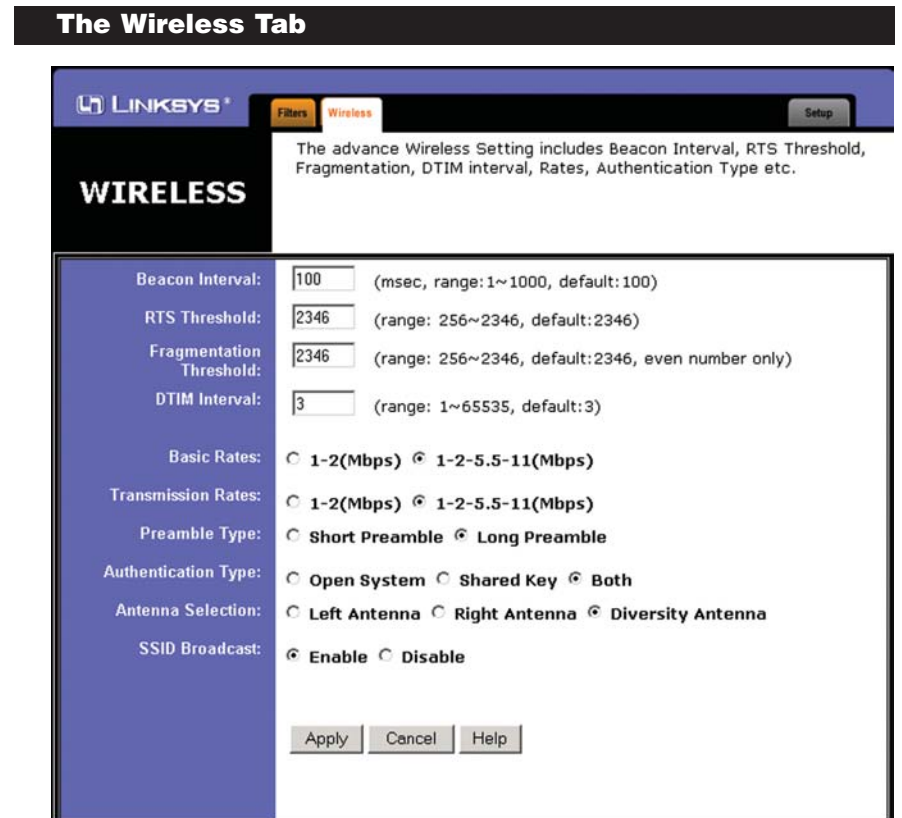 The Wireless Tab
LINKSYS®
Filters Wireless Setup
WIRELESS
The advance Wireless Setting includes Beacon Interval, RTS Threshold,
Fragmentation, DTIM interval, Rates, Authentication Type etc.
Beacon Interval: 100 (msec, range:1~1000, default:100)
RTS Threshold: 2346 (range: 256~2346, default:2346)
Fragmentation
Threshold: 2346 (range: 256~2346, default:2346, even number only)
DTIM Interval: 3 (range: 1~65535, default:3)
Basic Rates: 1-2(Mbps) 1-2-5.5-11(Mbps)
Transmission Rates: 1-2(Mbps) 1-2-5.5-11(Mbps)
Preamble Type: Short Preamble Long Preamble
Authentication Type: Open System Shared Key Both
Antenna Selection: Left Antenna Right Antenna Diversity Antenna
SSID Broadcast: Enable Disable
Apply Cancel Help